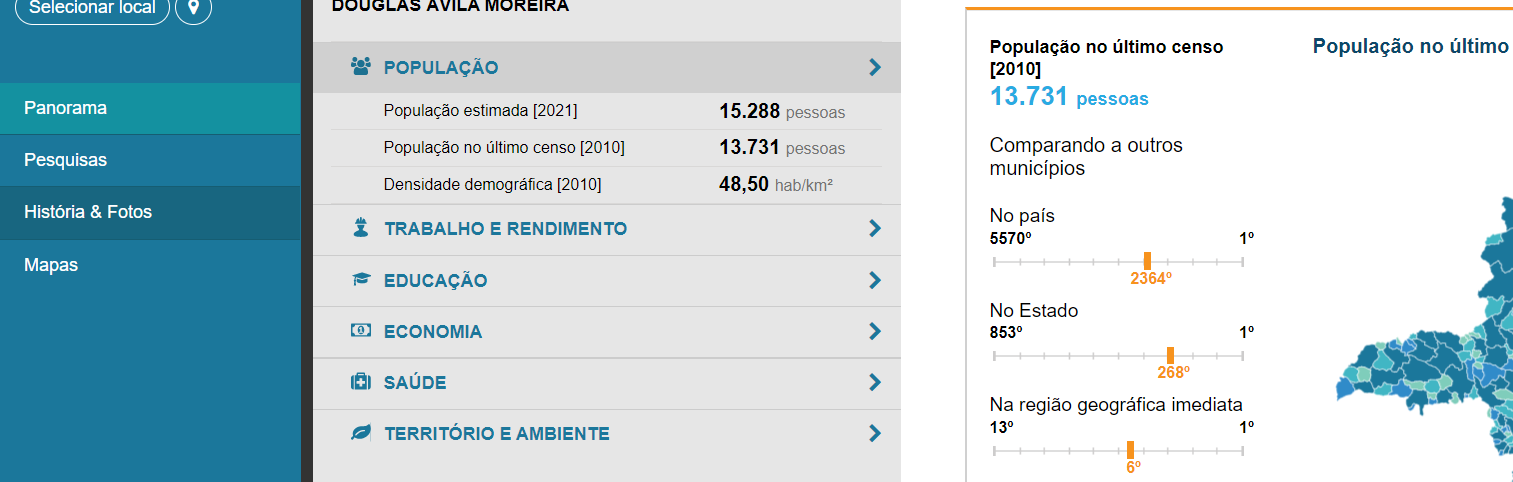 Selecionar local
Panorama
Pesquisas
História & Fotos
Mapas
DOUGLAS AVILA MOREIRA
POPULAÇÃO
População estimada [2021] 15.288 pessoas
População no último censo [2010] 13.731 pessoas
Densidade demográfica [2010] 48,50 hab/km²
TRABALHO E RENDIMENTO
EDUCAÇÃO
ECONOMIA
SAÚDE
TERRITÓRIO E AMBIENTE
População no último censo
[2010]
13.731 pessoas
Comparando a outros
municípios
No país
5570º 1º
2364º
No Estado
853º 1º
268º
Na região geográfica imediata
13º 1º
6º
População no último